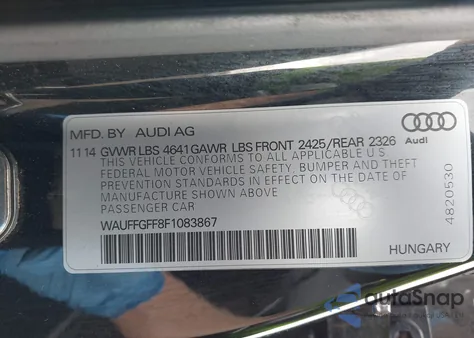 MFD. BY AUDI AG
11 14 GVWR LBS 4641 GAWR LBS FRONT 2425/REAR 2326
THIS VEHICLE CONFORMS TO ALL APPLICABLE U S
FEDERAL MOTOR VEHICLE SAFETY, BUMPER AND THEFT
PREVENTION STANDARDS IN EFFECT ON THE DATE OF
MANUFACTURE SHOWN ABOVE
PASSENGER CAR
WAUFFGFF8F1083867
Audi
4820530
HUNGARY
autoSnap